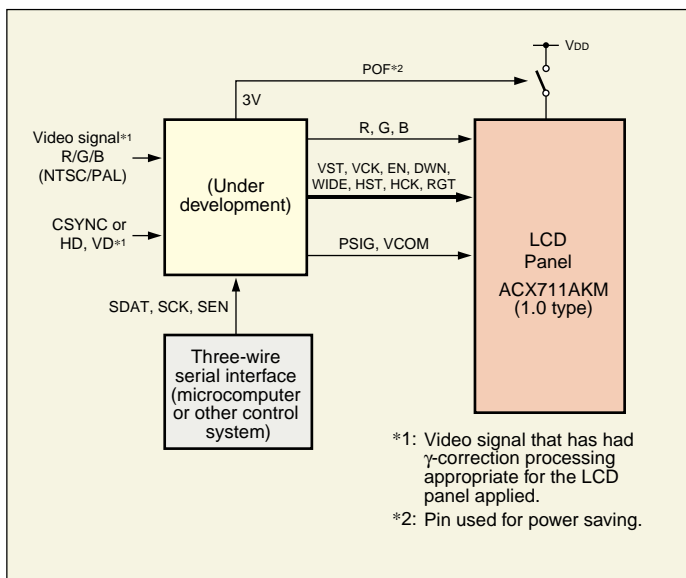 VDD
POF*2
3V
Video signal*1
R/G/B
(NTSC/PAL)
CSYNC or
HD, VD*1
(Under
development)
R, G, B
VST, VCK, EN, DWN,
WIDE, HST, HCK, RGT
PSIG, VCOM
LCD
Panel
ACX711AKM
(1.0 type)
SDAT, SCK, SEN
Three-wire
serial interface
(microcomputer
or other control
system)
*1: Video signal that has had
γ-correction processing
appropriate for the LCD
panel applied.
*2: Pin used for power saving.